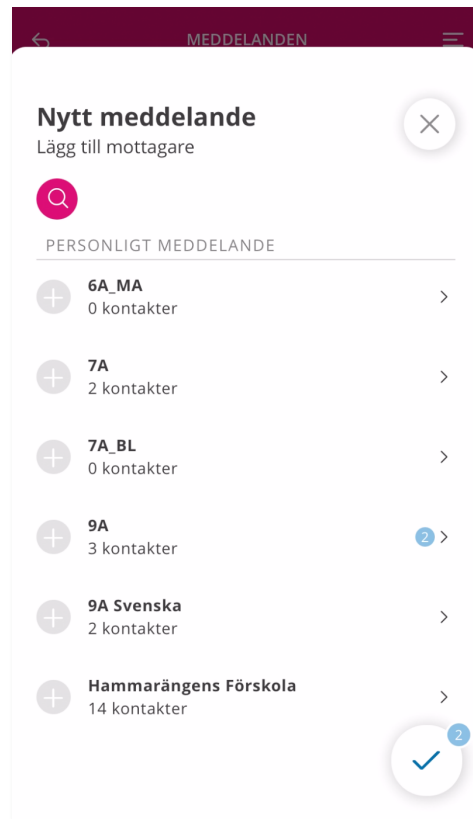 MEDDELANDEN
Nytt meddelande
Lägg till mottagare
PERSONLIGT MEDDELANDE
6A_MA
0 kontakter
7A
2 kontakter
7A_BL
0 kontakter
9A
3 kontakter
2
9A Svenska
2 kontakter
Hammarängens Förskola
14 kontakter
2